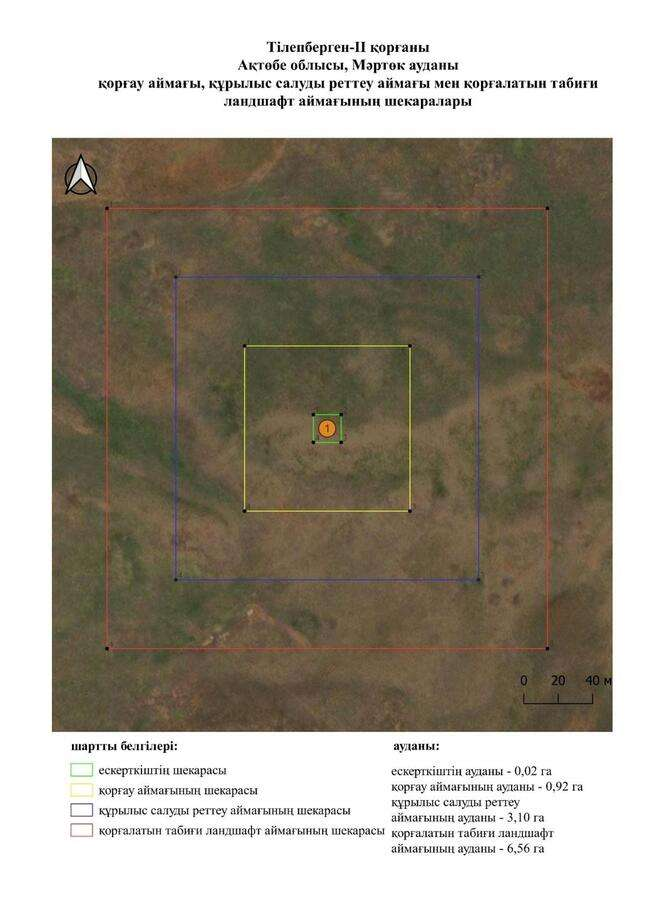 Тілепберген-II қорғаны
Ақтөбе облысы, Мәртөк ауданы
қорғау аймағы, құрылыс салуды реттеу аймағы мен қорғалатын табиғи
ландшафт аймағының шекаралары
1
0 20 40 м
шартты белгілері:
ескерткіштің шекарасы
қорғау аймағының шекарасы
құрылыс салуды реттеу аймағының шекарасы
қорғалатын табиғи ландшафт аймағының шекарасы
ауданы:
ескерткіштің ауданы - 0,02 га
қорғау аймағының ауданы - 0,92 га
құрылыс салуды реттеу
аймағының ауданы - 3,10 га
қорғалатын табиғи ландшафт
аймағының ауданы - 6,56 га